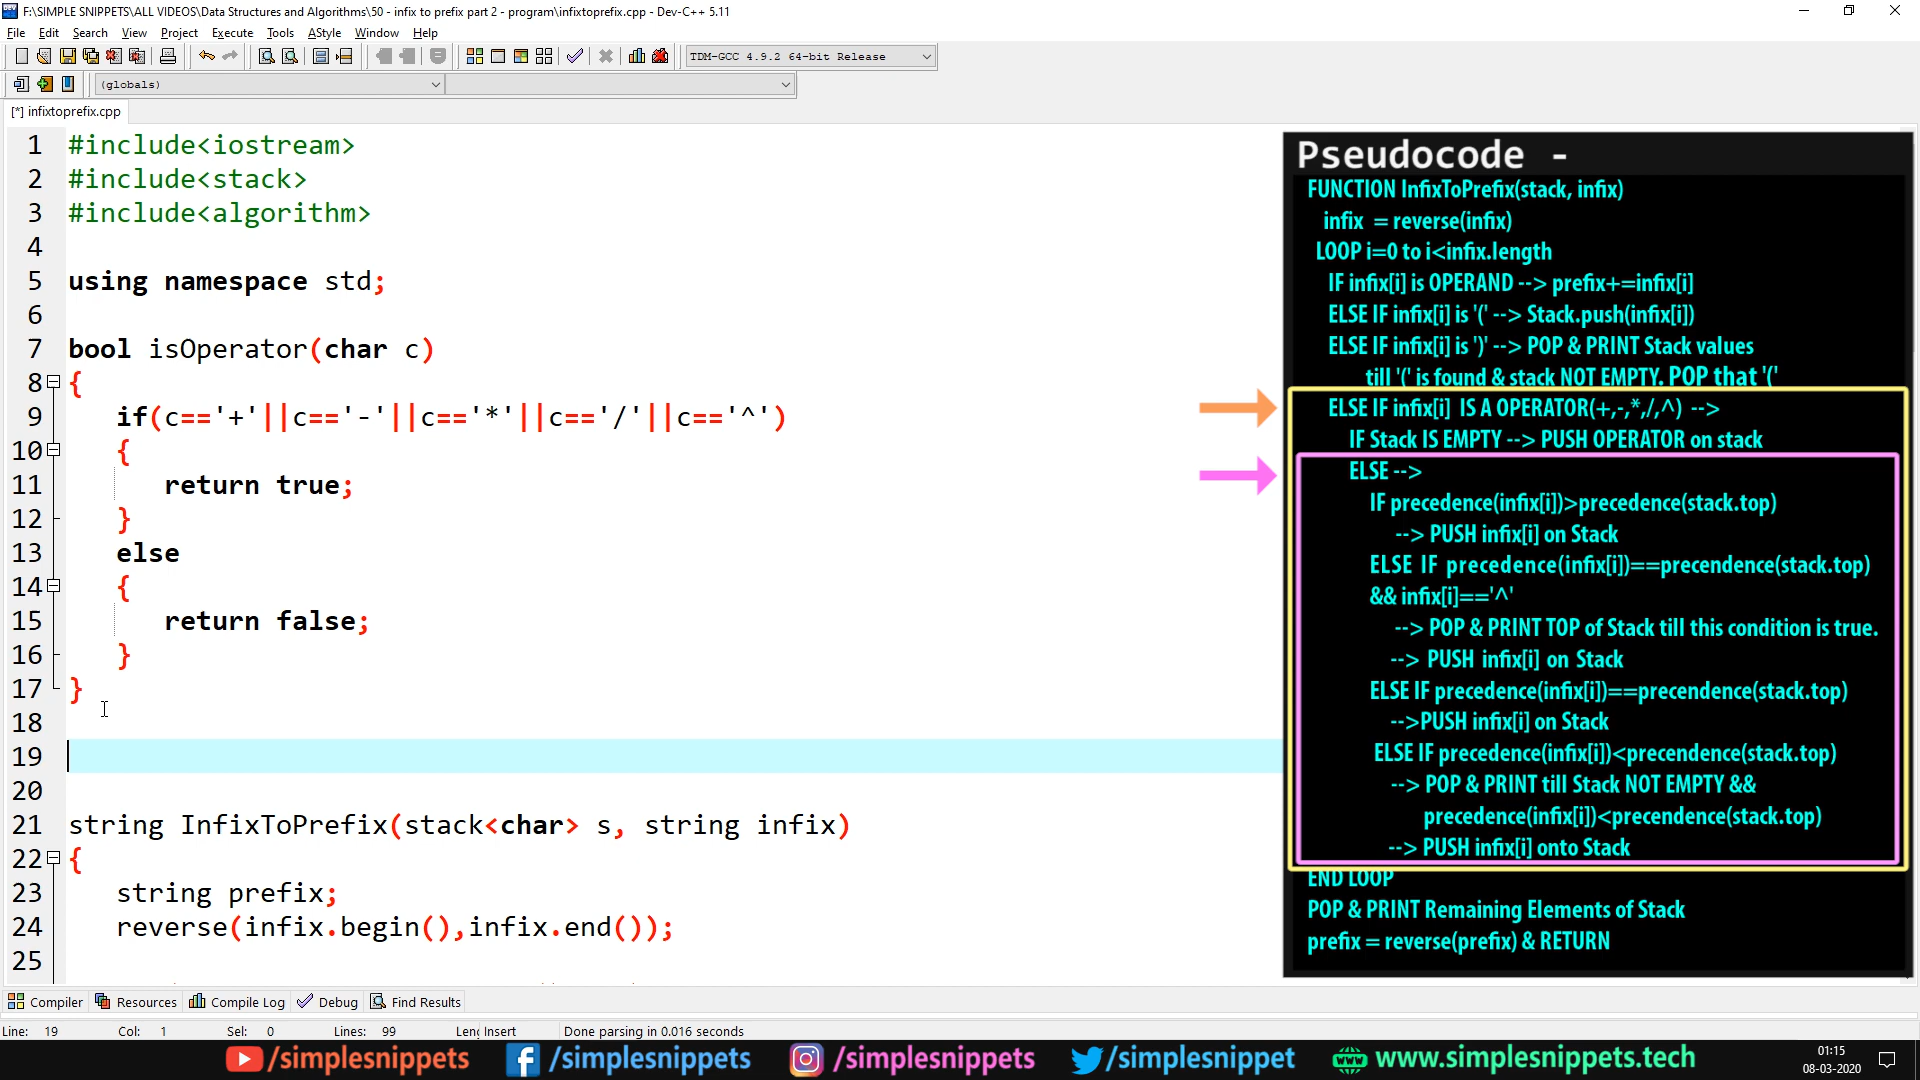 F:\SIMPLE SNIPPETS\ALL VIDEOS\Data Structures and Algorithms\50 - infix to prefix part 2 - program\infixtoprefix.cpp - Dev-C++ 5.11
File Edit Search View Project Execute Tools AStyle Window Help
TDM-GCC 4.9.2 64-bit Release
(globals)
[*] infixtoprefix.cpp
1 #include<iostream>
2 #include<stack>
3 #include<algorithm>
4
5 using namespace std;
6
7 bool isOperator(char c)
8 {
9 if(c=='+'||c=='-'||c=='*'||c=='/'||c=='^')
10 {
11 return true;
12 }
13 else
14 {
15 return false;
16 }
17 }
18
19
20
21 string InfixToPrefix(stack<char> s, string infix)
22 {
23 string prefix;
24 reverse(infix.begin(),infix.end());
25
Pseudocode -
FUNCTION InfixToPrefix(stack, infix)
infix = reverse(infix)
LOOP i=0 to i<infix.length
IF infix[i] is OPERAND --> prefix+=infix[i]
ELSE IF infix[i] is '(' --> Stack.push(infix[i])
ELSE IF infix[i] is ')' --> POP & PRINT Stack values
till '(' is found & stack NOT EMPTY. POP that '('
ELSE IF infix[i] IS A OPERATOR(+,-,*,/,^) -->
IF Stack IS EMPTY --> PUSH OPERATOR on stack
ELSE -->
IF precedence(infix[i])>precedence(stack.top)
--> PUSH infix[i] on Stack
ELSE IF precedence(infix[i])==precendence(stack.top)
&& infix[i]=='^'
--> POP & PRINT TOP of Stack till this condition is true.
--> PUSH infix[i] on Stack
ELSE IF precedence(infix[i])==precendence(stack.top)
-->PUSH infix[i] on Stack
ELSE IF precedence(infix[i])<precendence(stack.top)
--> POP & PRINT till Stack NOT EMPTY &&
precedence(infix[i])<precendence(stack.top)
--> PUSH infix[i] onto Stack
END LOOP
POP & PRINT Remaining Elements of Stack
prefix = reverse(prefix) & RETURN
Compiler Resources Compile Log Debug Find Results
Line: 19 Col: 1 Sel: 0 Lines: 99 Insert Done parsing in 0.016 seconds
/simplesnippets /simplesnippets /simplesnippets /simplesnippet www.simplesnippets.tech
01:15
08-03-2020